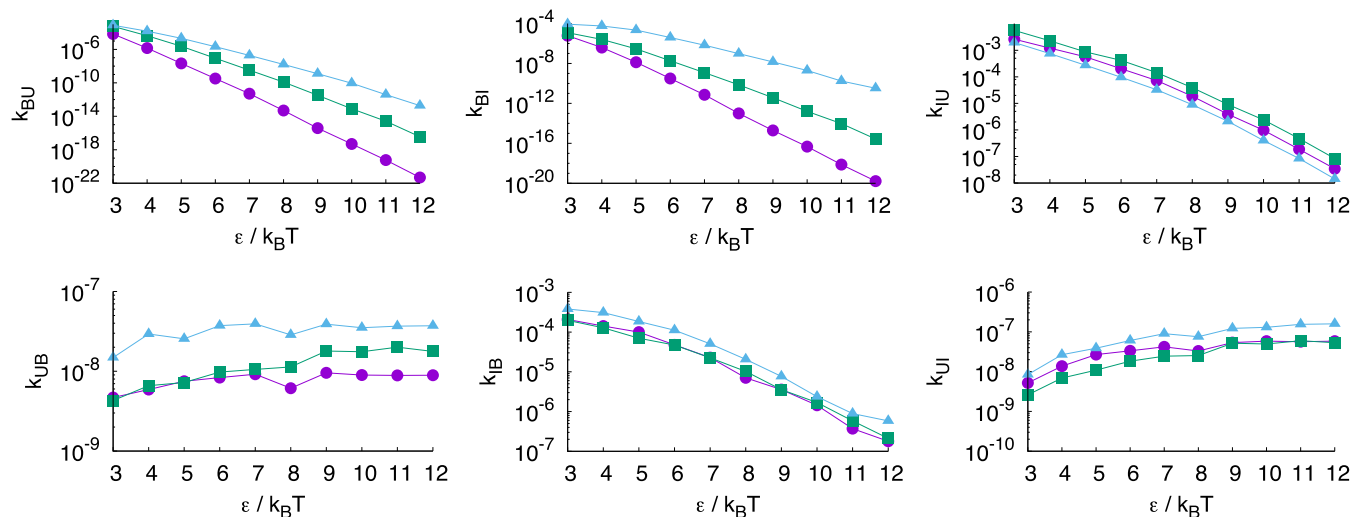 k_BU
10^-6
10^-10
10^-14
10^-18
10^-22
3 4 5 6 7 8 9 10 11 12
ε / k_BT
k_BI
10^-4
10^-8
10^-12
10^-16
10^-20
3 4 5 6 7 8 9 10 11 12
ε / k_BT
k_IU
10^-3
10^-4
10^-5
10^-6
10^-7
10^-8
3 4 5 6 7 8 9 10 11 12
ε / k_BT
k_UB
10^-7
10^-8
10^-9
3 4 5 6 7 8 9 10 11 12
ε / k_BT
k_IB
10^-3
10^-4
10^-5
10^-6
10^-7
3 4 5 6 7 8 9 10 11 12
ε / k_BT
k_UI
10^-6
10^-7
10^-8
10^-9
10^-10
3 4 5 6 7 8 9 10 11 12
ε / k_BT